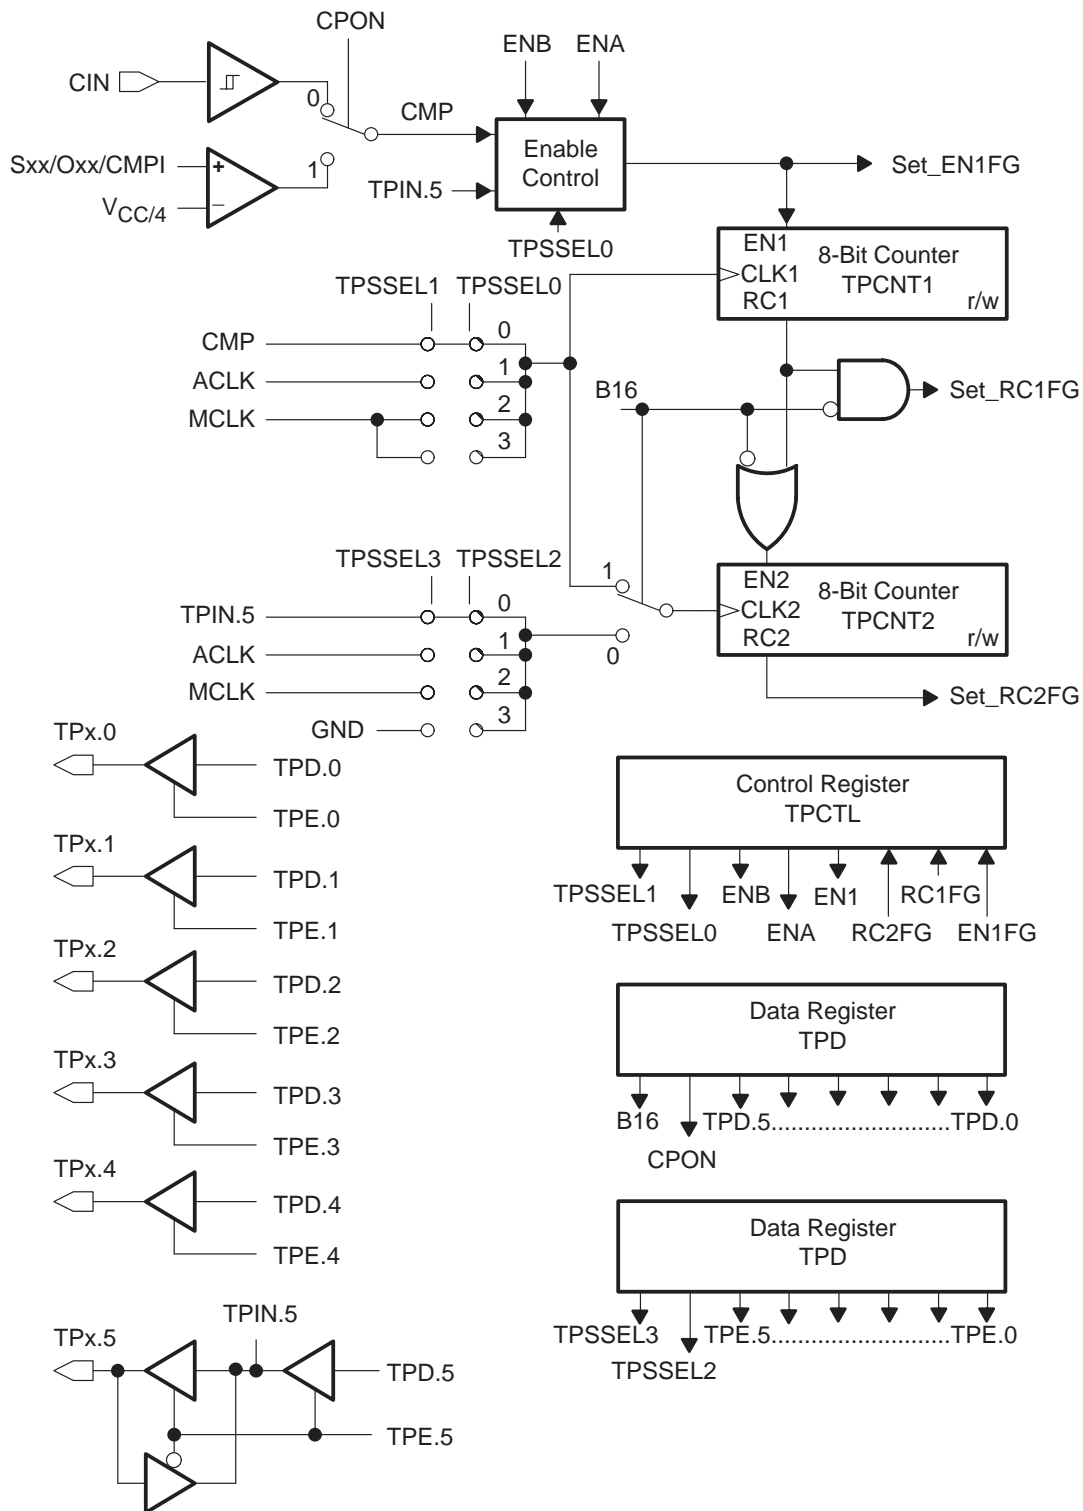 CPON
ENB ENA
CIN
0
CMP
Enable
Control
Set_EN1FG
Sxx/Oxx/CMPI
+
1
VCC/4
–
TPIN.5
TPSSEL0
EN1
CLK1
RC1
8-Bit Counter
TPCNT1
r/w
TPSSEL1 TPSSEL0
CMP
0
ACLK
1
MCLK
2
3
B16
Set_RC1FG
TPSSEL3 TPSSEL2
TPIN.5
0
ACLK
1
MCLK
2
GND
3
1
0
EN2
CLK2
RC2
8-Bit Counter
TPCNT2
r/w
Set_RC2FG
TPx.0
TPD.0
TPE.0
TPx.1
TPD.1
TPE.1
TPx.2
TPD.2
TPE.2
TPx.3
TPD.3
TPE.3
TPx.4
TPD.4
TPE.4
TPIN.5
TPx.5
TPD.5
TPE.5
Control Register
TPCTL
TPSSEL1 ENB EN1 RC1FG
TPSSEL0 ENA RC2FG EN1FG
Data Register
TPD
B16 TPD.5..........................TPD.0
CPON
Data Register
TPD
TPSSEL3 TPE.5..........................TPE.0
TPSSEL2